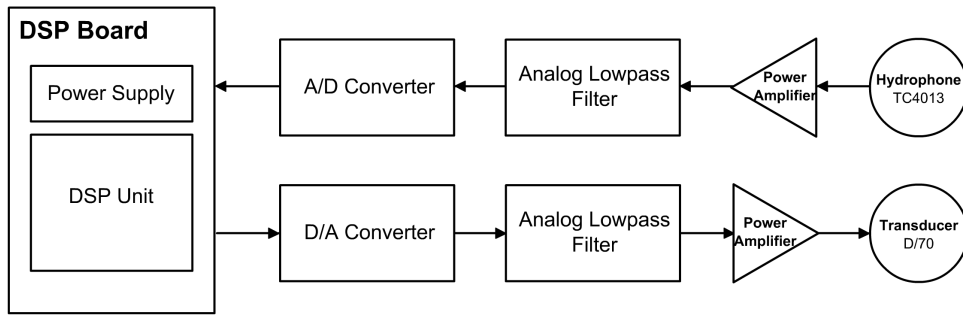 DSP Board
Power Supply
DSP Unit
A/D Converter
Analog Lowpass
Filter
Power
Amplifier
Hydrophone
TC4013
D/A Converter
Analog Lowpass
Filter
Power
Amplifier
Transducer
D/70